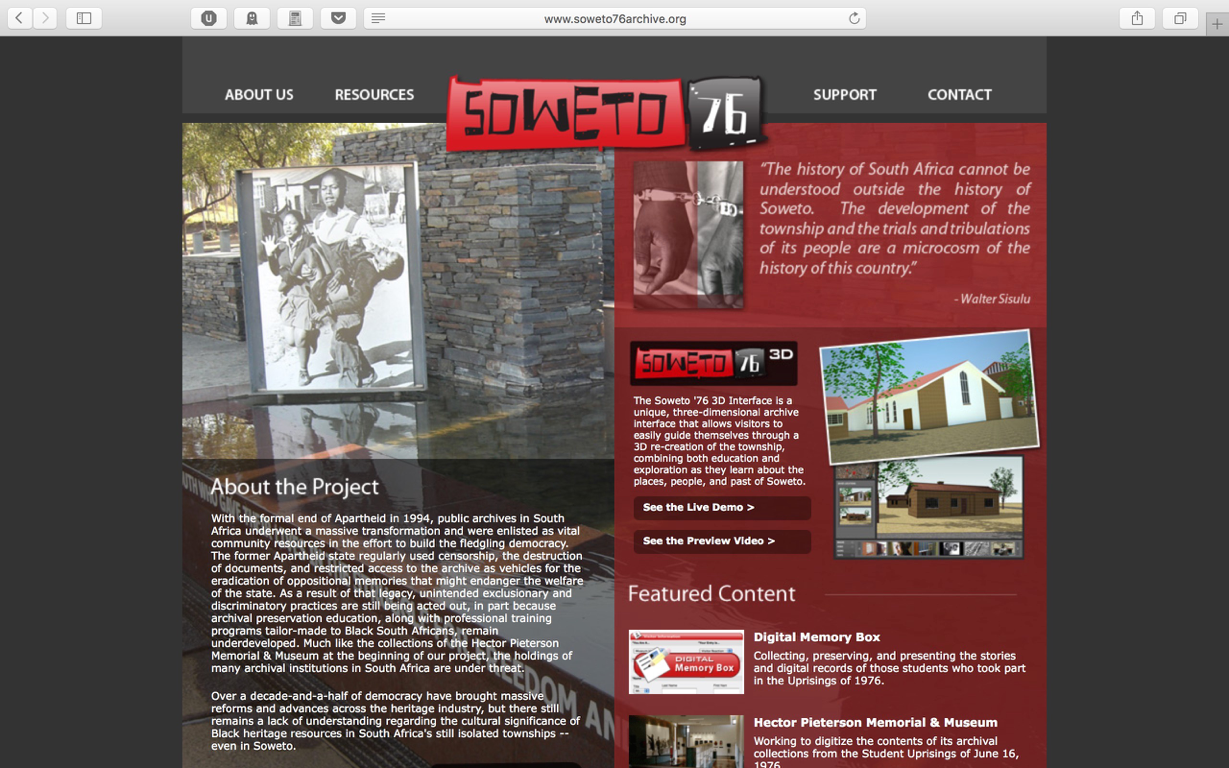 www.soweto76archive.org
ABOUT US
RESOURCES
SOWETO 76
SUPPORT
CONTACT
“The history of South Africa cannot be
understood outside the history of
Soweto. The development of the
township and the trials and tribulations
of its people are a microcosm of the
history of this country.”
- Walter Sisulu
SOWETO 76 3D
The Soweto '76 3D Interface is a
unique, three-dimensional archive
interface that allows visitors to
easily guide themselves through a
3D re-creation of the township,
combining both education and
exploration as they learn about the
places, people, and past of Soweto.
See the Live Demo >
See the Preview Video >
About the Project
With the formal end of Apartheid in 1994, public archives in South
Africa underwent a massive transformation and were enlisted as vital
community resources in the effort to build the fledgling democracy.
The former Apartheid state regularly used censorship, the destruction
of documents, and restricted access to the archive as vehicles for the
eradication of oppositional memories that might endanger the welfare
of the state. As a result of that legacy, unintended exclusionary and
discriminatory practices are still being acted out, in part because
archival preservation education, along with professional training
programs tailor-made to Black South Africans, remain
underdeveloped. Much like the collections of the Hector Pieterson
Memorial & Museum at the beginning of our project, the holdings of
many archival institutions in South Africa are under threat.
Over a decade-and-a-half of democracy have brought massive
reforms and advances across the heritage industry, but there still
remains a lack of understanding regarding the cultural significance of
Black heritage resources in South Africa's still isolated townships --
even in Soweto.
Featured Content
DIGITAL
Memory Box
Digital Memory Box
Collecting, preserving, and presenting the stories
and digital records of those students who took part
in the Uprisings of 1976.
Hector Pieterson Memorial & Museum
Working to digitize the contents of its archival
collections from the Student Uprisings of June 16,
1976.